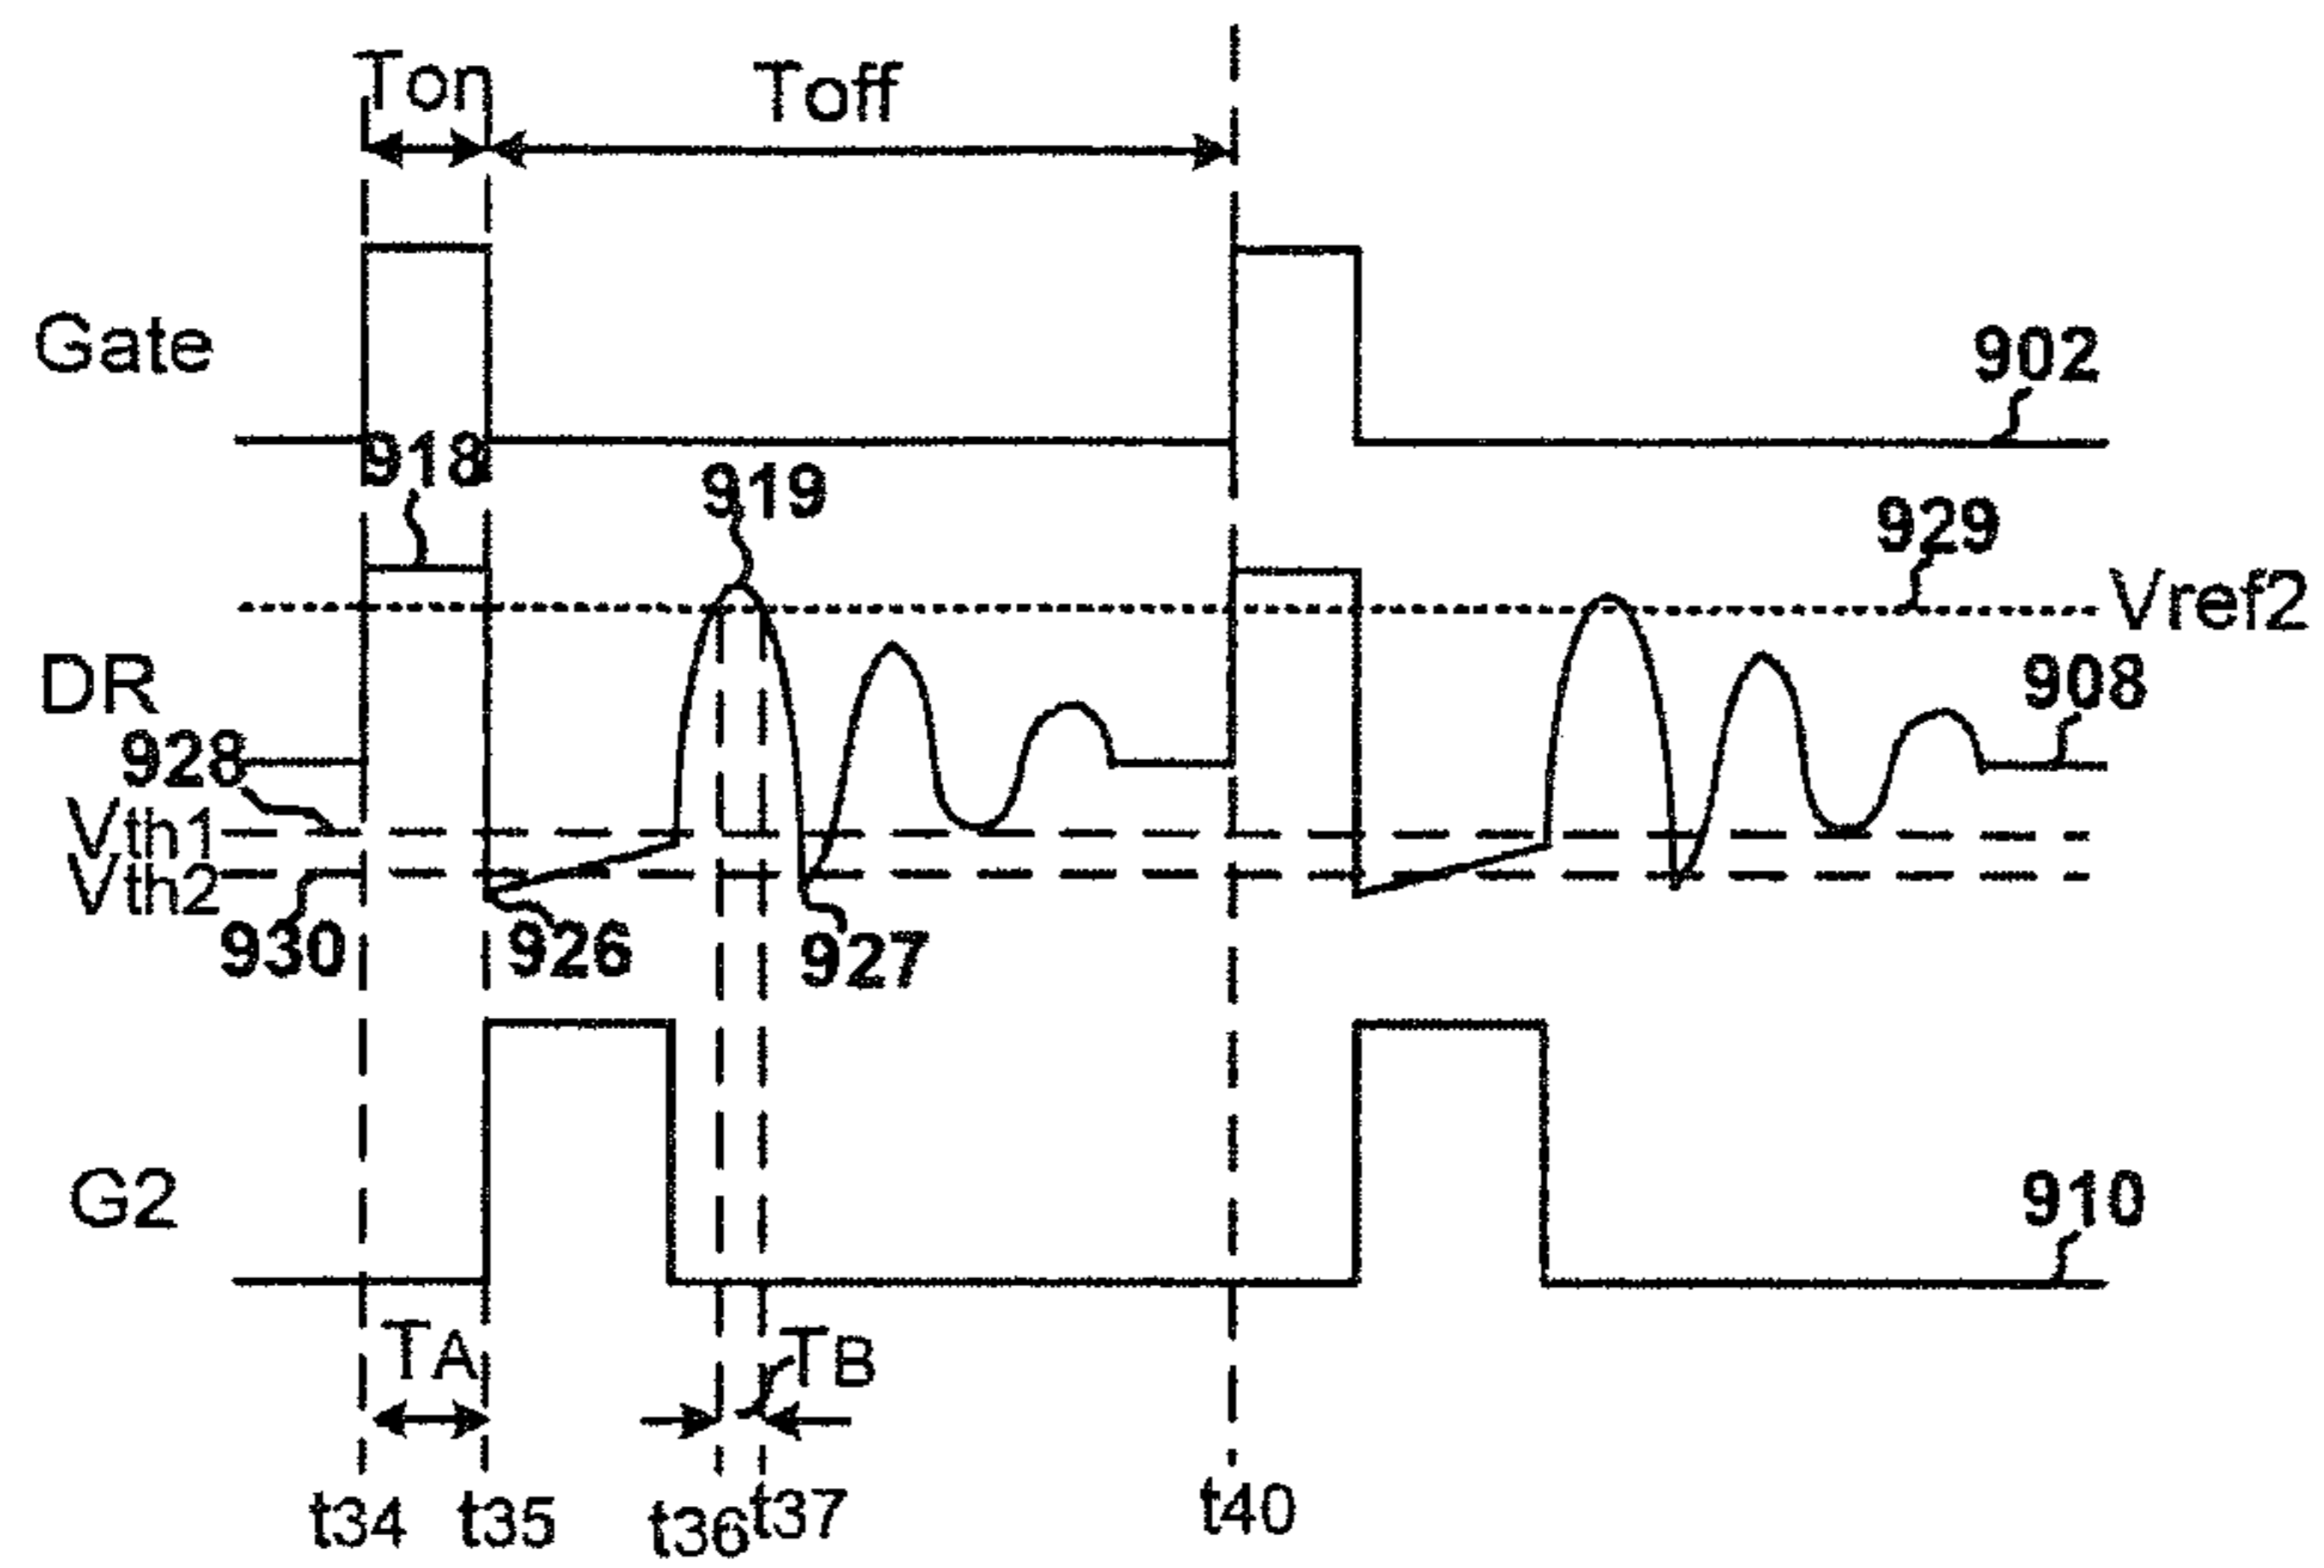 Ton
Toff
Gate
902
918
919
929
Vref2
DR
908
928
Vth1
Vth2
930
926
927
G2
910
TA
TB
t34
t35
t36
t37
t40